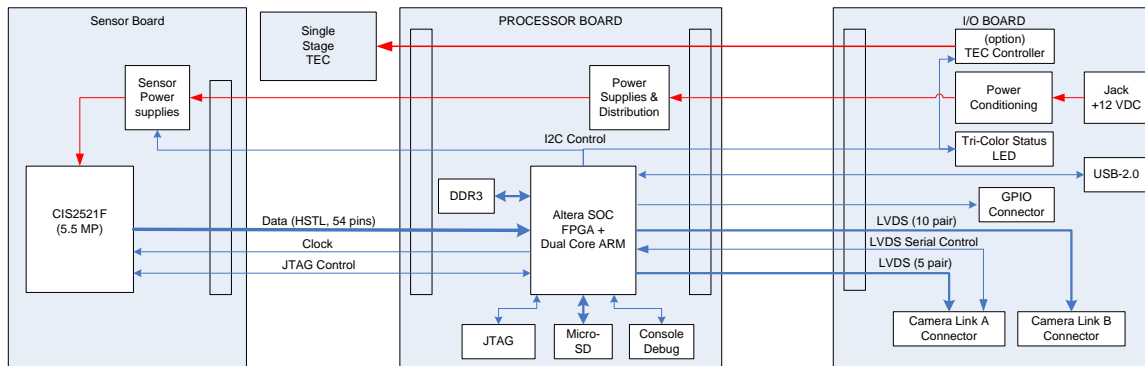 Sensor Board
PROCESSOR BOARD
I/O BOARD
Single
Stage
TEC
(option)
TEC Controller
Sensor
Power
supplies
Power
Supplies &
Distribution
Power
Conditioning
Jack
+12 VDC
I2C Control
Tri-Color Status
LED
DDR3
USB-2.0
CIS2521F
(5.5 MP)
Altera SOC
FPGA +
Dual Core ARM
GPIO
Connector
Data (HSTL, 54 pins)
LVDS (10 pair)
Clock
LVDS Serial Control
JTAG Control
LVDS (5 pair)
JTAG
Micro-
SD
Console
Debug
Camera Link A
Connector
Camera Link B
Connector